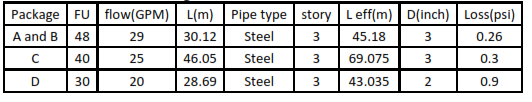 Package FU flow(GPM) L(m) Pipe type story L eff(m) D(inch) Loss(psi)
A and B 48 29 30.12 Steel 3 45.18 3 0.26
C 40 25 46.05 Steel 3 69.075 3 0.3
D 30 20 28.69 Steel 3 43.035 2 0.9